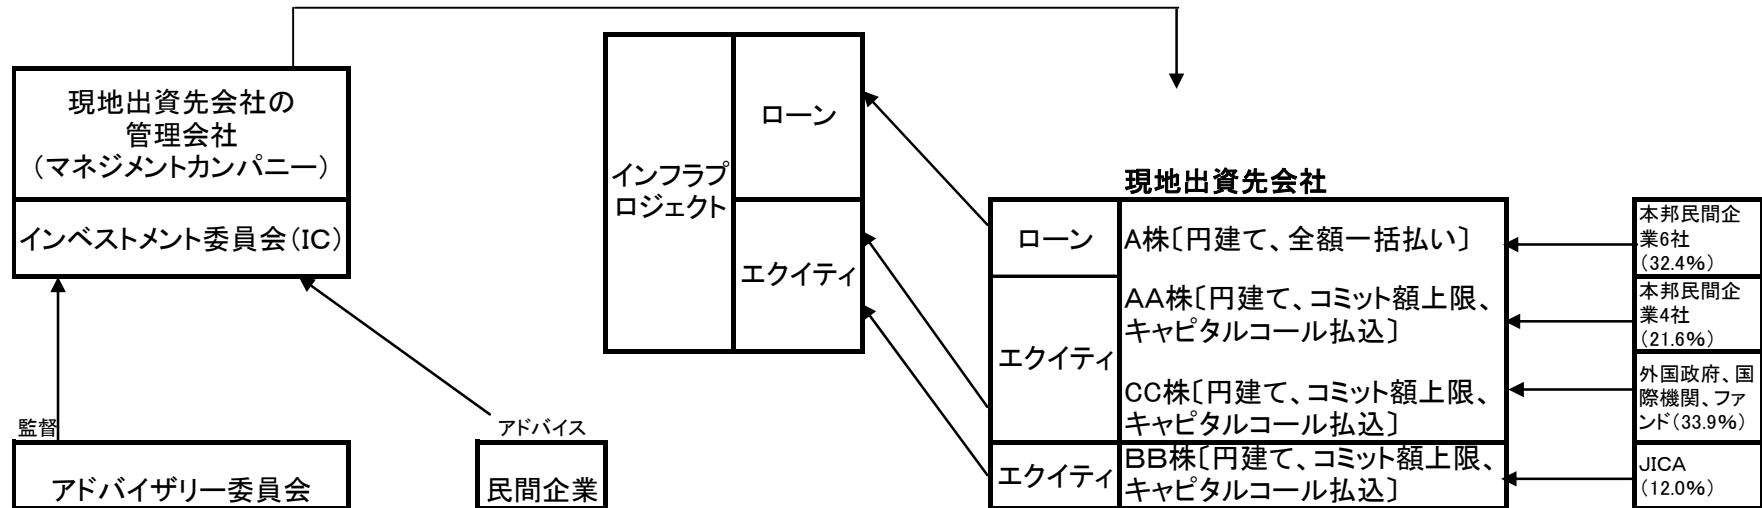 現地出資先会社の
管理会社
（マネジメントカンパニー）
インベストメント委員会（IC）
監督
アドバイザリー委員会
アドバイス
民間企業
インフラプ
ロジェクト
ローン
エクイティ
現地出資先会社
ローン
A株〔円建て、全額一括払い〕
エクイティ
AA株〔円建て、コミット額上限、
キャピタルコール払込〕
CC株〔円建て、コミット額上限、
キャピタルコール払込〕
エクイティ
BB株〔円建て、コミット額上限、
キャピタルコール払込〕
本邦民間企
業6社
(32.4%)
本邦民間企
業4社
(21.6%)
外国政府、国
際機関、ファ
ンド(33.9%)
JICA
(12.0%)